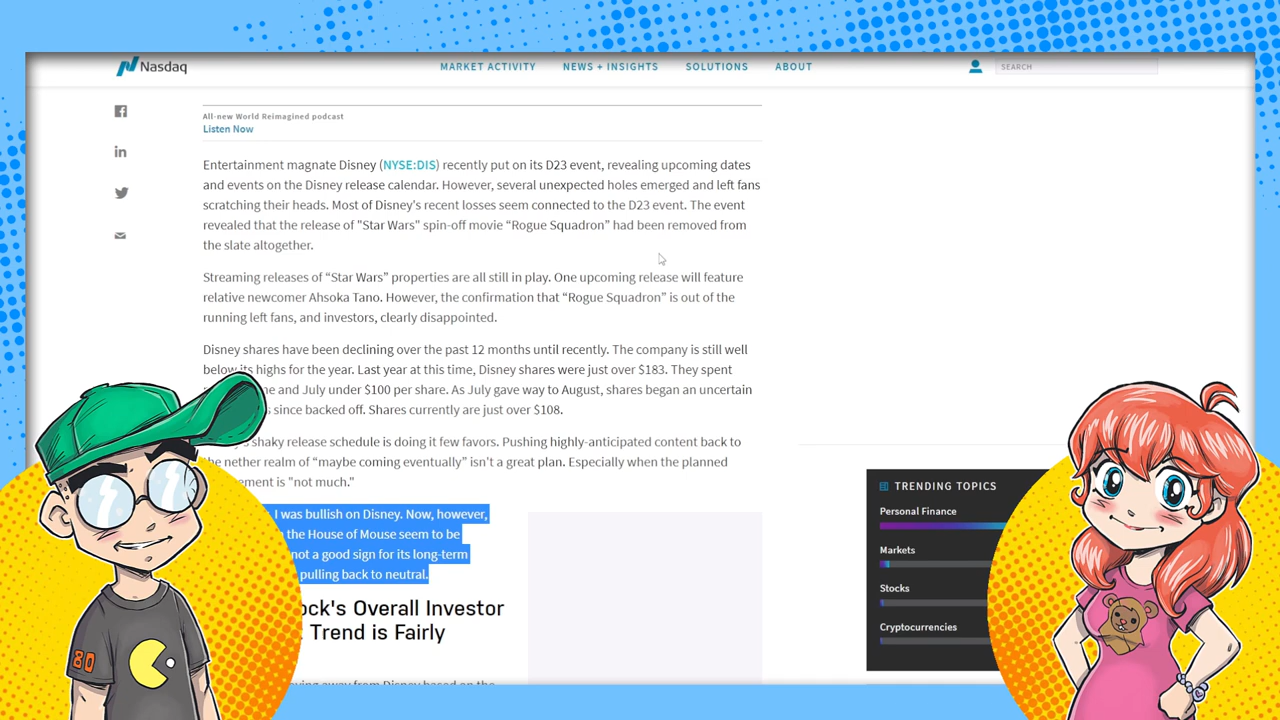 Nasdaq
MARKET ACTIVITY NEWS + INSIGHTS SOLUTIONS ABOUT
SEARCH
All-new World Reimagined podcast
Listen Now
Entertainment magnate Disney (NYSE:DIS) recently put on its D23 event, revealing upcoming dates
and events on the Disney release calendar. However, several unexpected holes emerged and left fans
scratching their heads. Most of Disney's recent losses seem connected to the D23 event. The event
revealed that the release of "Star Wars" spin-off movie “Rogue Squadron” had been removed from
the slate altogether.
Streaming releases of “Star Wars” properties are all still in play. One upcoming release will feature
relative newcomer Ahsoka Tano. However, the confirmation that “Rogue Squadron” is out of the
running left fans, and investors, clearly disappointed.
Disney shares have been declining over the past 12 months until recently. The company is still well
below its highs for the year. Last year at this time, Disney shares were just over $183. They spent
and July under $100 per share. As July gave way to August, shares began an uncertain
since backed off. Shares currently are just over $108.
shaky release schedule is doing it few favors. Pushing highly-anticipated content back to
the nether realm of “maybe coming eventually” isn't a great plan. Especially when the planned
is "not much."
I was bullish on Disney. Now, however,
the House of Mouse seem to be
not a good sign for its long-term
pulling back to neutral.
Overall Investor
Trend is Fairly
away from Disney based on the
TRENDING TOPICS
Personal Finance
Markets
Stocks
Cryptocurrencies
80